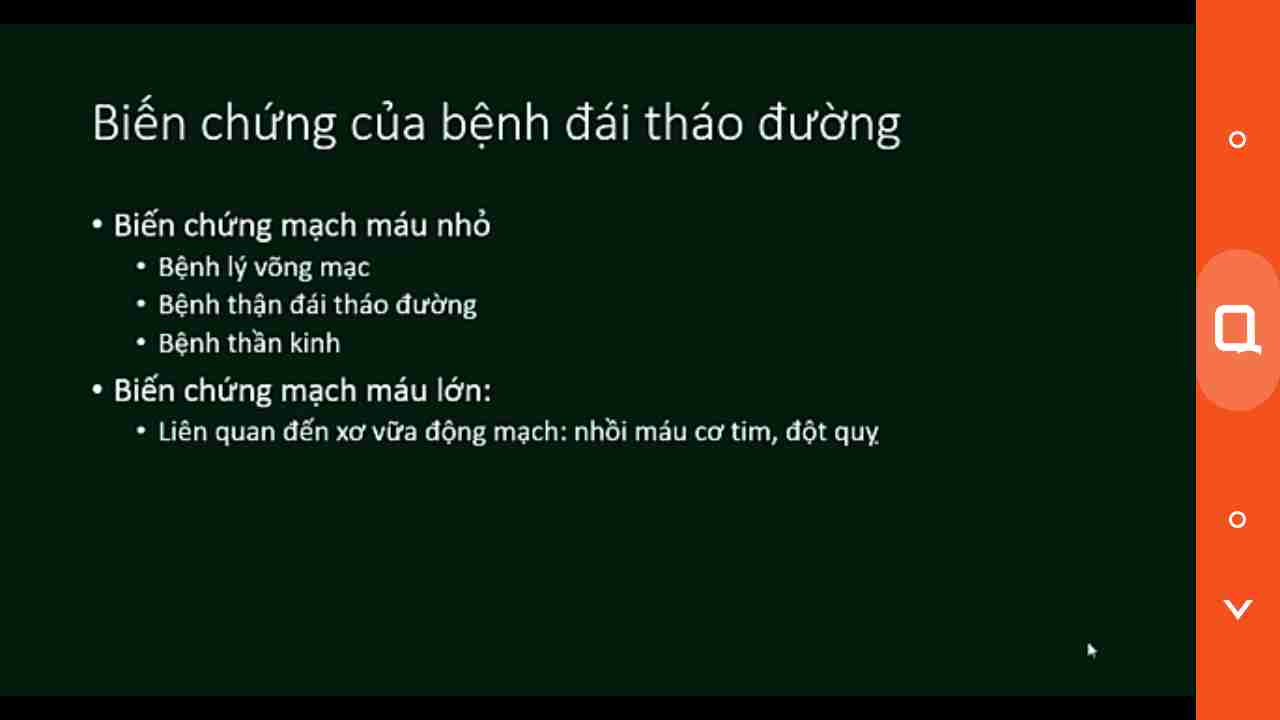 Biến chứng của bệnh đái tháo đường
• Biến chứng mạch máu nhỏ
• Bệnh lý võng mạc
• Bệnh thận đái tháo đường
• Bệnh thần kinh
• Biến chứng mạch máu lớn:
• Liên quan đến xơ vữa động mạch: nhồi máu cơ tim, đột quỵ